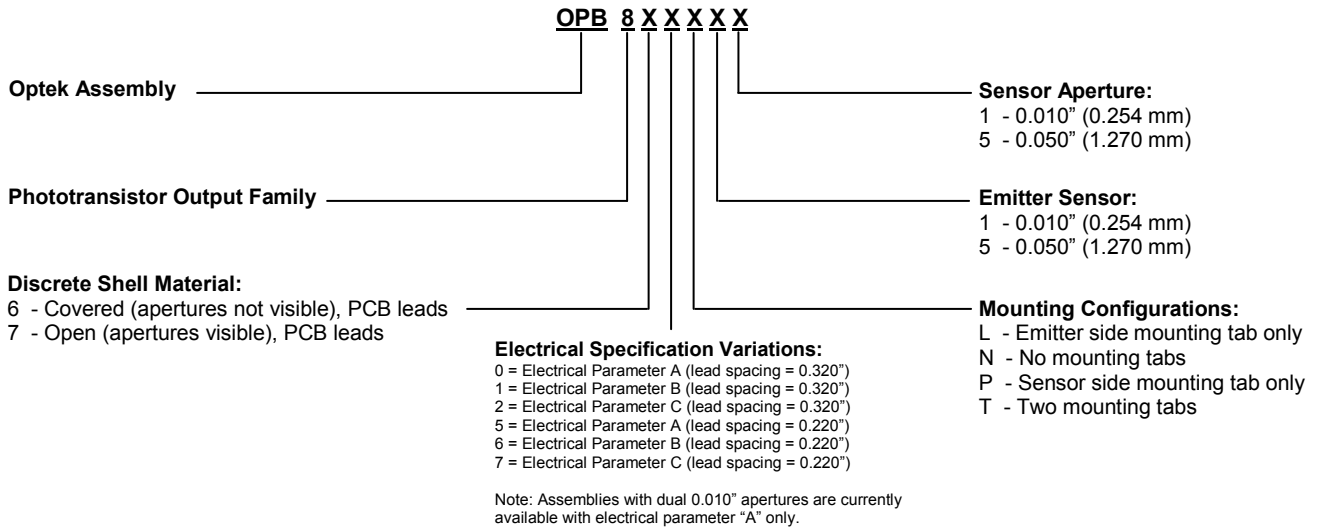 OPB 8 X X X X X
Optek Assembly
Phototransistor Output Family
Discrete Shell Material:
6 - Covered (apertures not visible), PCB leads
7 - Open (apertures visible), PCB leads
Electrical Specification Variations:
0 = Electrical Parameter A (lead spacing = 0.320”)
1 = Electrical Parameter B (lead spacing = 0.320”)
2 = Electrical Parameter C (lead spacing = 0.320”)
5 = Electrical Parameter A (lead spacing = 0.220”)
6 = Electrical Parameter B (lead spacing = 0.220”)
7 = Electrical Parameter C (lead spacing = 0.220”)
Note: Assemblies with dual 0.010” apertures are currently
available with electrical parameter “A” only.
Sensor Aperture:
1 - 0.010” (0.254 mm)
5 - 0.050” (1.270 mm)
Emitter Sensor:
1 - 0.010” (0.254 mm)
5 - 0.050” (1.270 mm)
Mounting Configurations:
L - Emitter side mounting tab only
N - No mounting tabs
P - Sensor side mounting tab only
T - Two mounting tabs